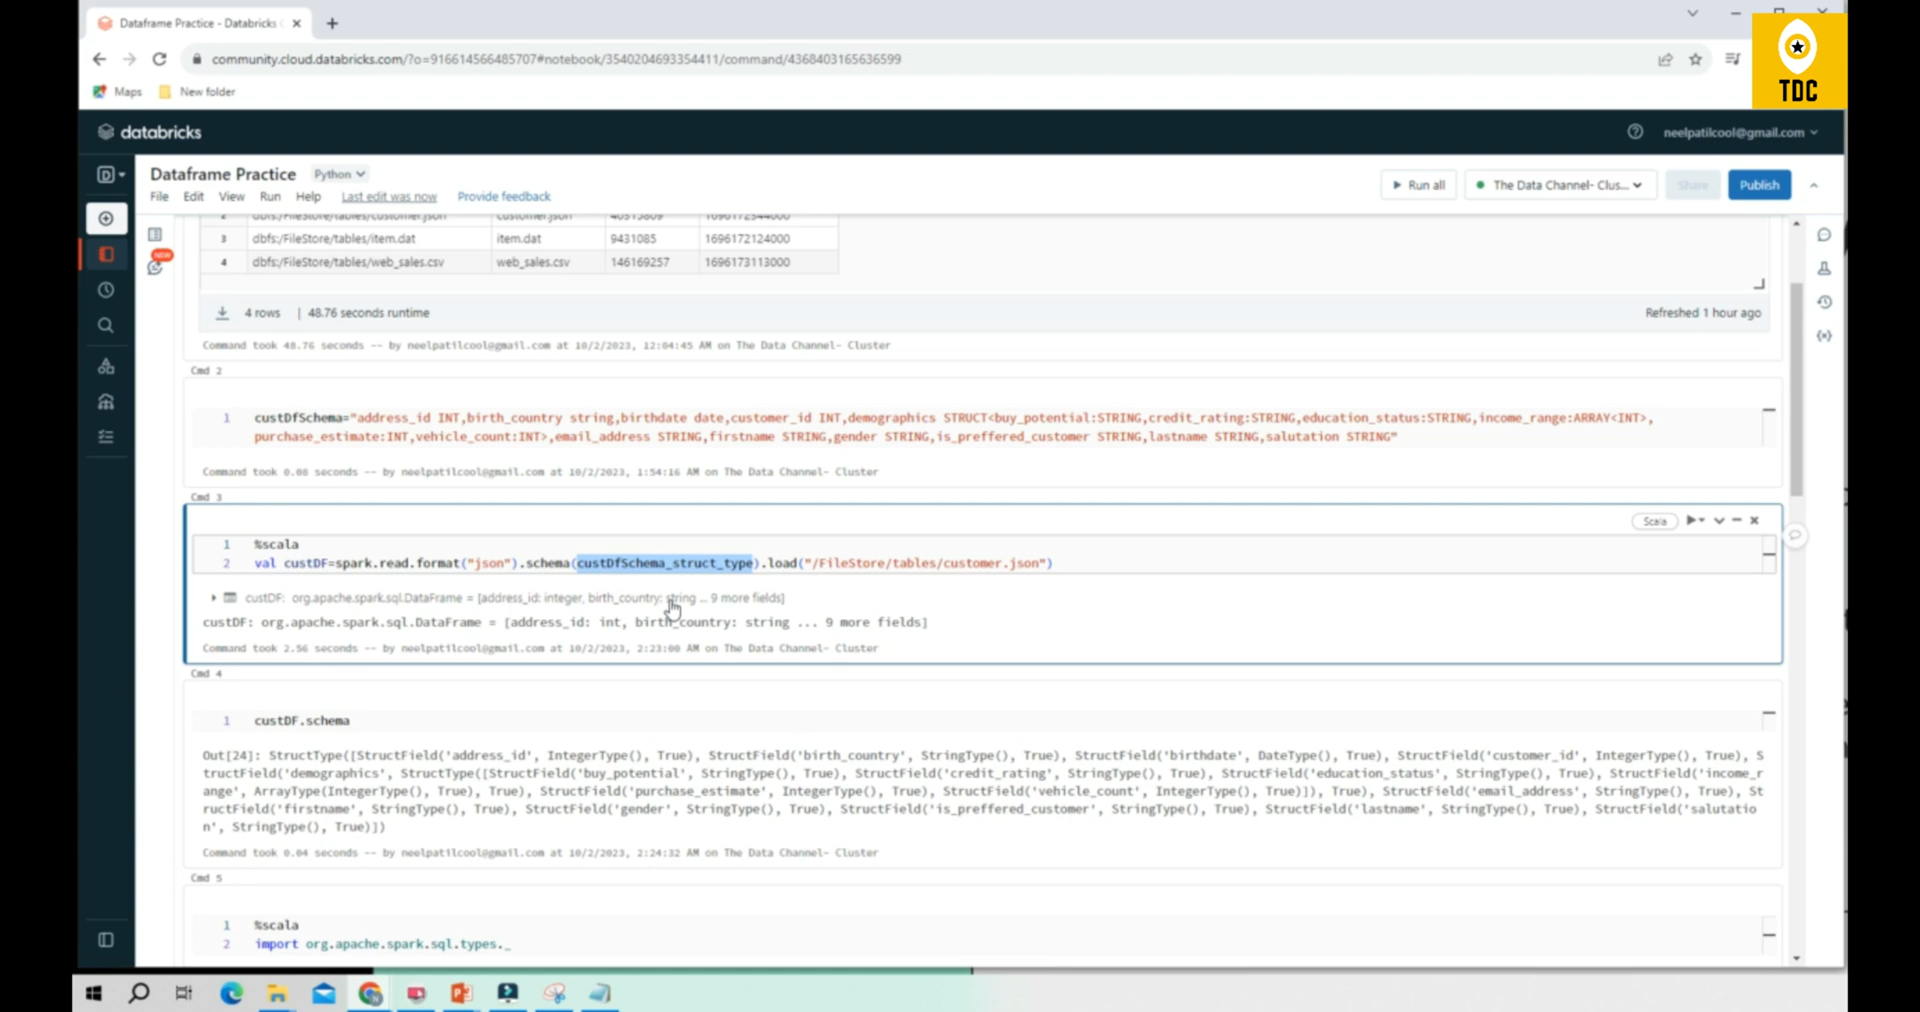 Dataframe Practice - Databricks
community.cloud.databricks.com/?o=916614566485707#notebook/3540204693354411/command/4368403165636599
TDC
Maps
New folder
databricks
neelpatilcool@gmail.com
Dataframe Practice
Python
File Edit View Run Help Last edit was now Provide feedback
Run all
The Data Channel- Clus...
Share
Publish
NEW
2 dbfs:/FileStore/tables/customer.json customer.json 1696172344000
3 dbfs:/FileStore/tables/item.dat item.dat 9431085 1696172124000
4 dbfs:/FileStore/tables/web_sales.csv web_sales.csv 146169257 1696173113000
4 rows | 48.76 seconds runtime
Refreshed 1 hour ago
Command took 48.76 seconds -- by neelpatilcool@gmail.com at 10/2/2023, 12:04:45 AM on The Data Channel- Cluster
Cmd 2
1 custDfSchema="address_id INT,birth_country string,birthdate date,customer_id INT,demographics STRUCT<buy_potential:STRING,credit_rating:STRING,education_status:STRING,income_range:ARRAY<INT>,
purchase_estimate:INT,vehicle_count:INT>,email_address STRING,firstname STRING,gender STRING,is_preffered_customer STRING,lastname STRING,salutation STRING"
Command took 0.08 seconds -- by neelpatilcool@gmail.com at 10/2/2023, 1:54:16 AM on The Data Channel- Cluster
Cmd 3
Scala
1 %scala
2 val custDF=spark.read.format("json").schema(custDfSchema_struct_type).load("/FileStore/tables/customer.json")
custDF: org.apache.spark.sql.DataFrame = [address_id: integer, birth_country: string ... 9 more fields]
custDF: org.apache.spark.sql.DataFrame = [address_id: int, birth_country: string ... 9 more fields]
Command took 2.56 seconds -- by neelpatilcool@gmail.com at 10/2/2023, 2:23:00 AM on The Data Channel- Cluster
Cmd 4
1 custDF.schema
Out[24]: StructType([StructField('address_id', IntegerType(), True), StructField('birth_country', StringType(), True), StructField('birthdate', DateType(), True), StructField('customer_id', IntegerType(), True), S
tructField('demographics', StructType([StructField('buy_potential', StringType(), True), StructField('credit_rating', StringType(), True), StructField('education_status', StringType(), True), StructField('income_r
ange', ArrayType(IntegerType(), True), True), StructField('purchase_estimate', IntegerType(), True), StructField('vehicle_count', IntegerType(), True)]), True), StructField('email_address', StringType(), True), St
ructField('firstname', StringType(), True), StructField('gender', StringType(), True), StructField('is_preffered_customer', StringType(), True), StructField('lastname', StringType(), True), StructField('salutatio
n', StringType(), True)])
Command took 0.04 seconds -- by neelpatilcool@gmail.com at 10/2/2023, 2:24:32 AM on The Data Channel- Cluster
Cmd 5
1 %scala
2 import org.apache.spark.sql.types._